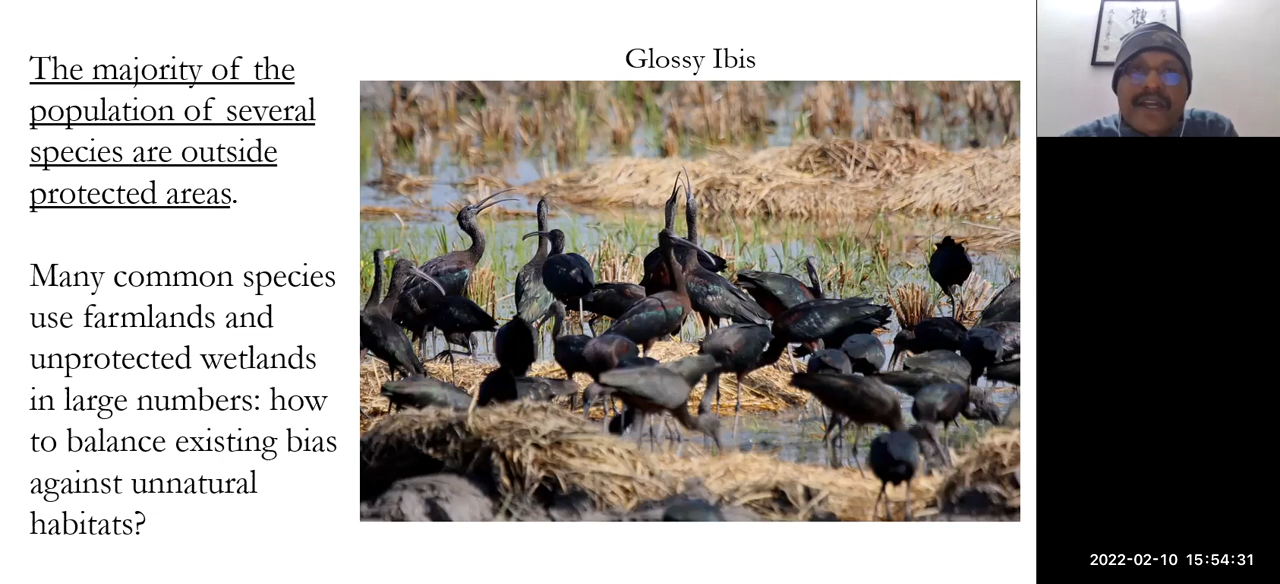 The majority of the
population of several
species are outside
protected areas.
Many common species
use farmlands and
unprotected wetlands
in large numbers: how
to balance existing bias
against unnatural
habitats?
Glossy Ibis
2022-02-10 15:54:31